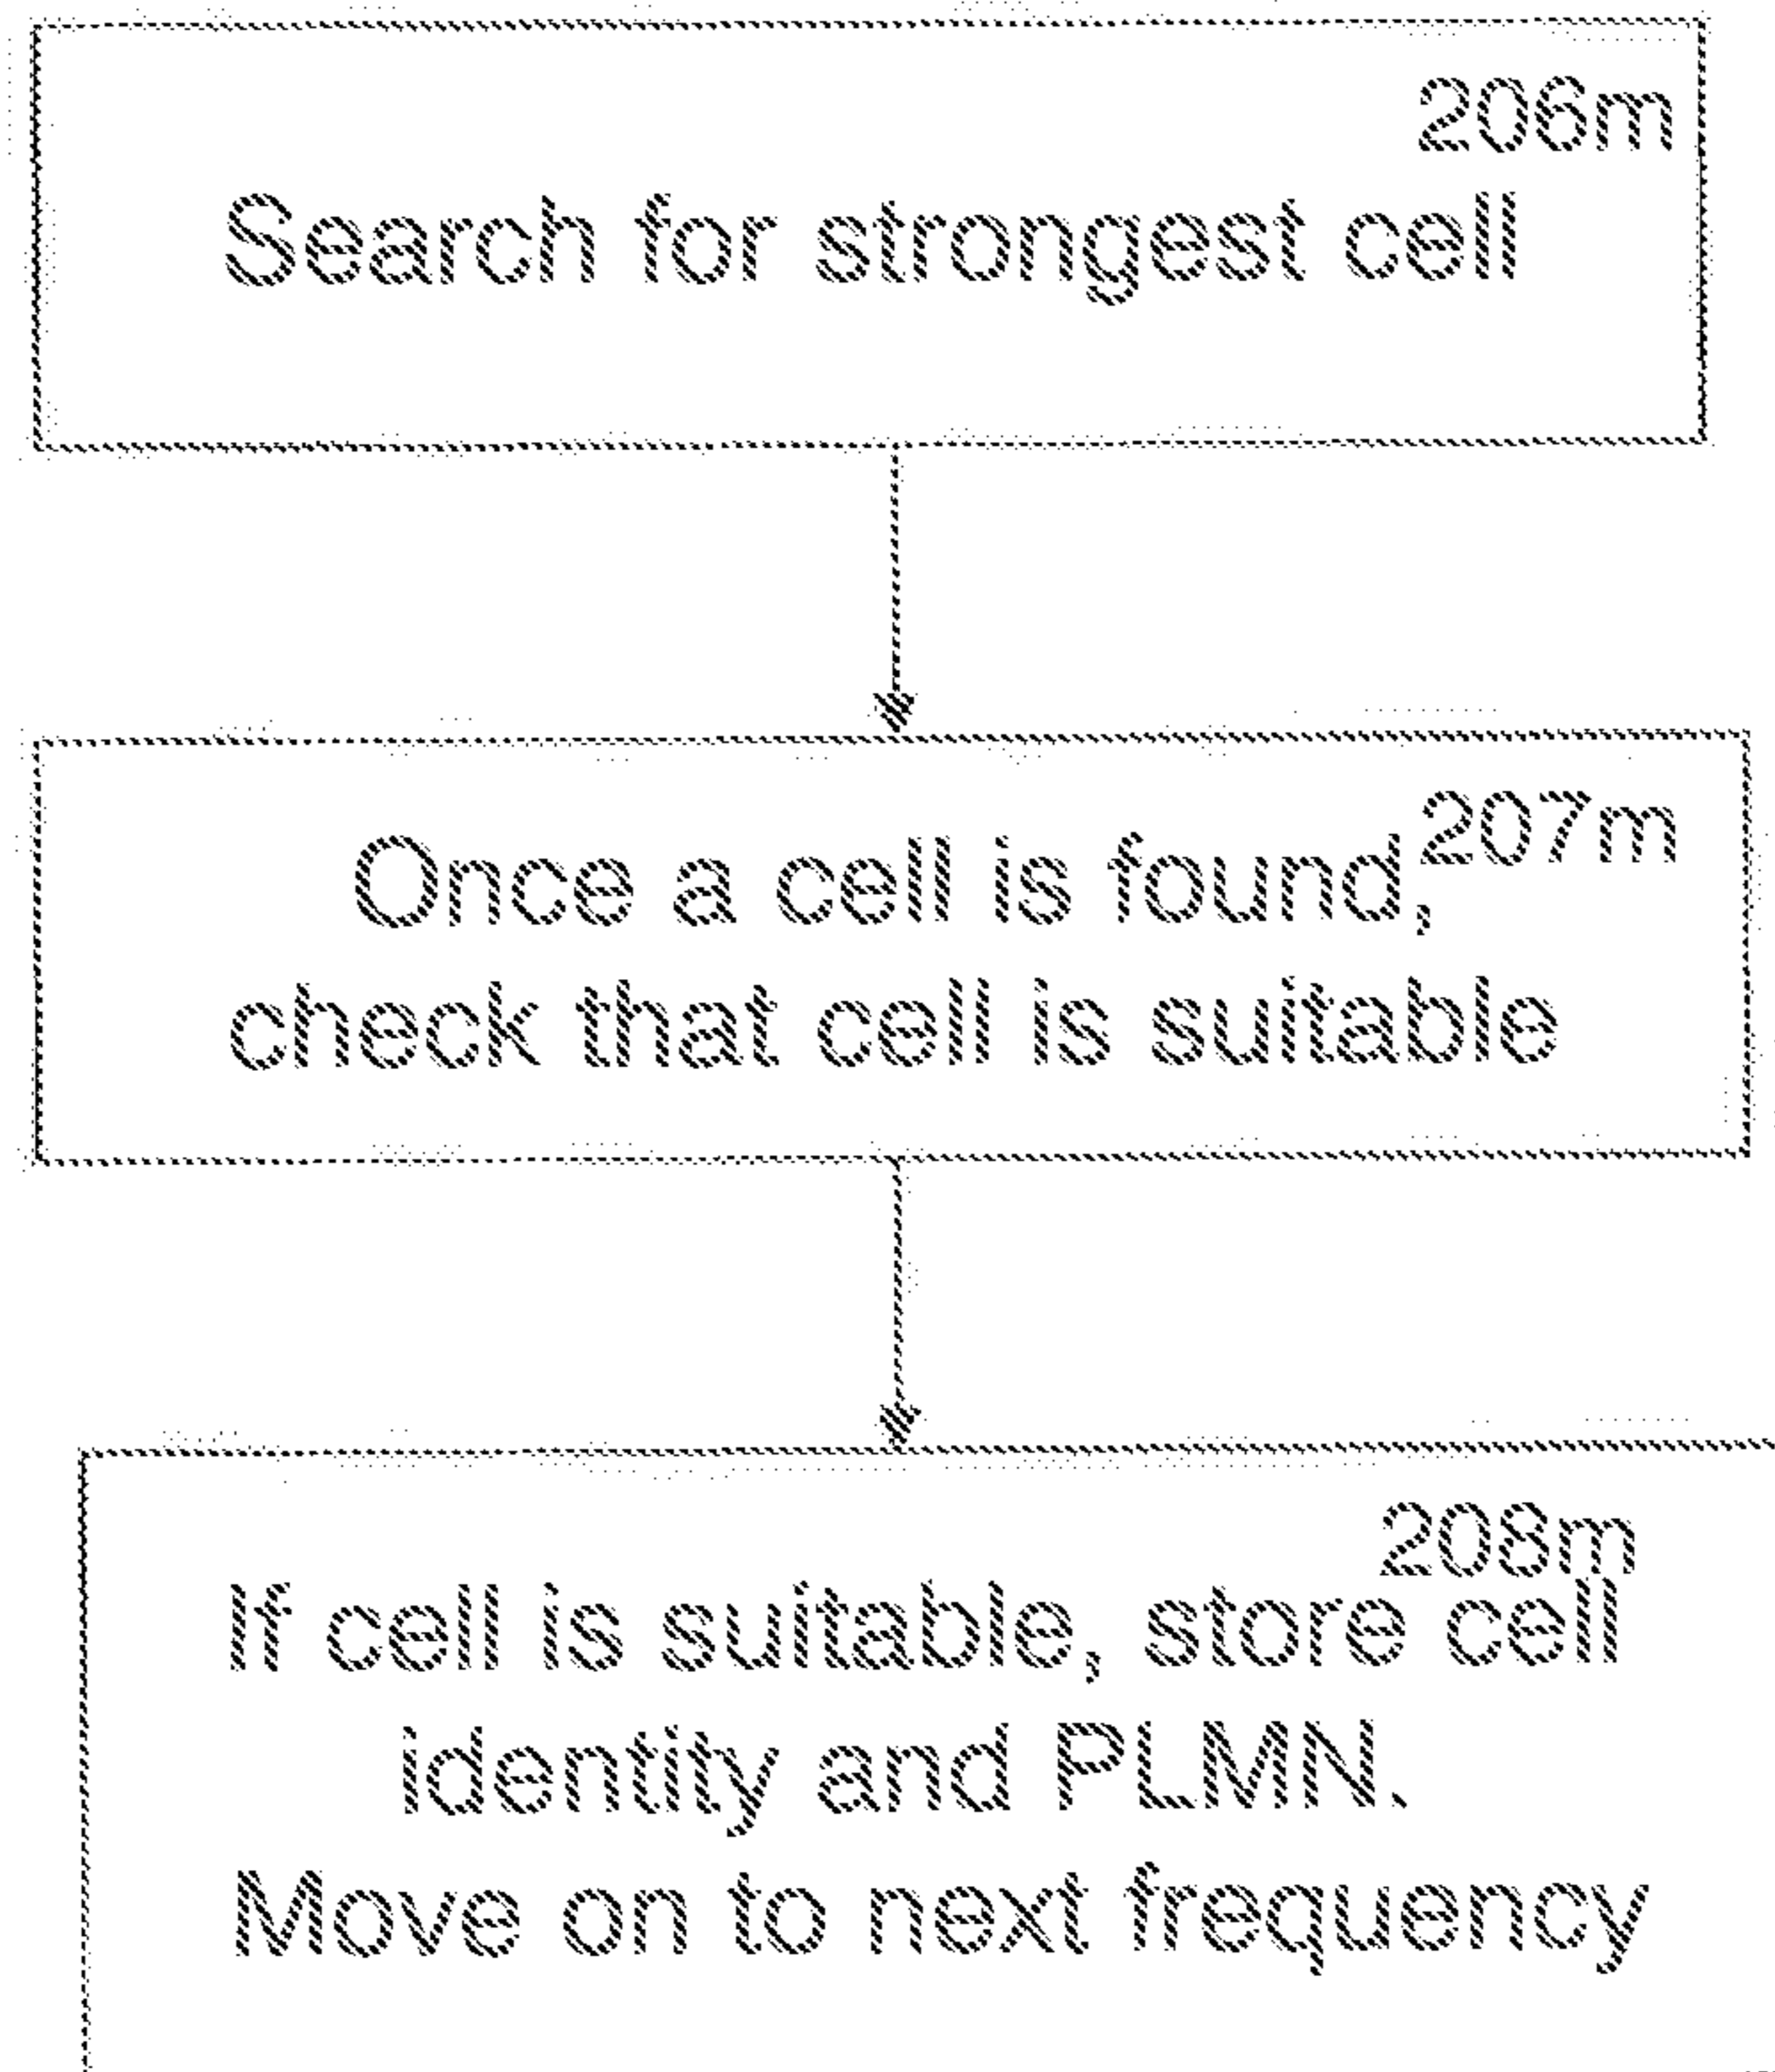 206m
Search for strongest cell
207m
Once a cell is found,
check that cell is suitable
208m
If cell is suitable, store cell
identity and PLMN.
Move on to next frequency